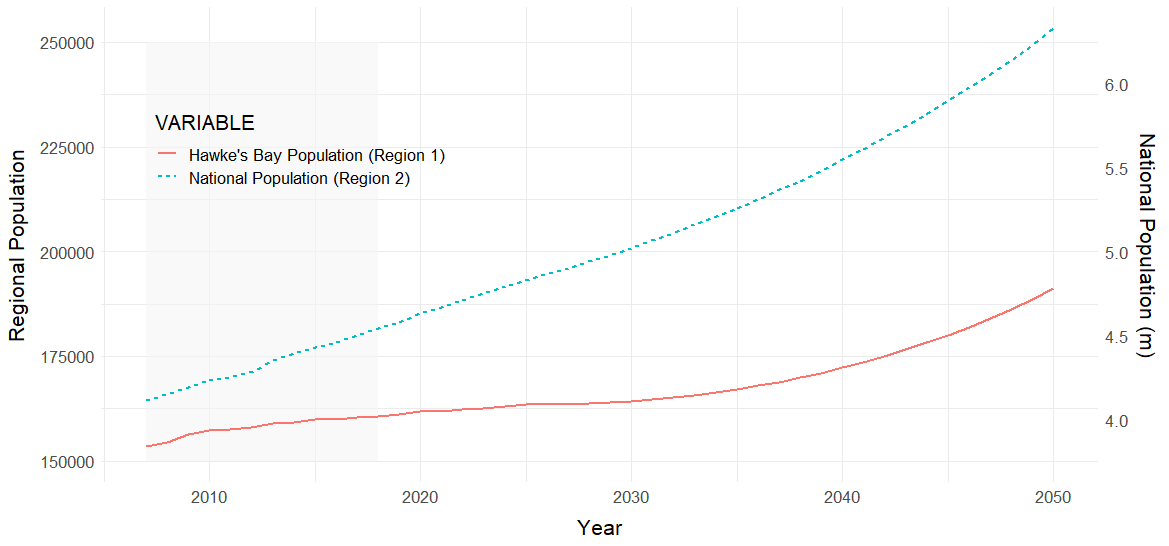 250000
225000
200000
175000
150000
Regional Population
VARIABLE
Hawke's Bay Population (Region 1)
National Population (Region 2)
6.0
5.5
5.0
4.5
4.0
National Population (m)
2010 2020 2030 2040 2050
Year